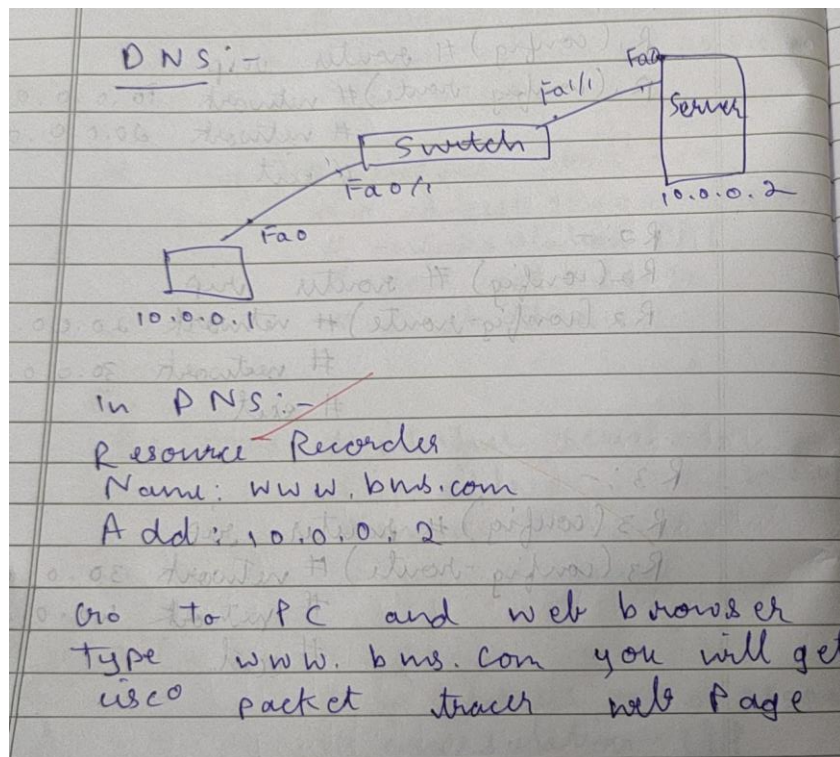 DNS:-
Fa0
Server
Fa1/1
Switch
Fa0/1
10.0.0.2
Fa0
10.0.0.1
in DNS:-
Resource Recorder
Name: www.bms.com
Add: 10.0.0.2
Go to PC and web browser
Type www.bms.com you will get
cisco packet tracer web Page